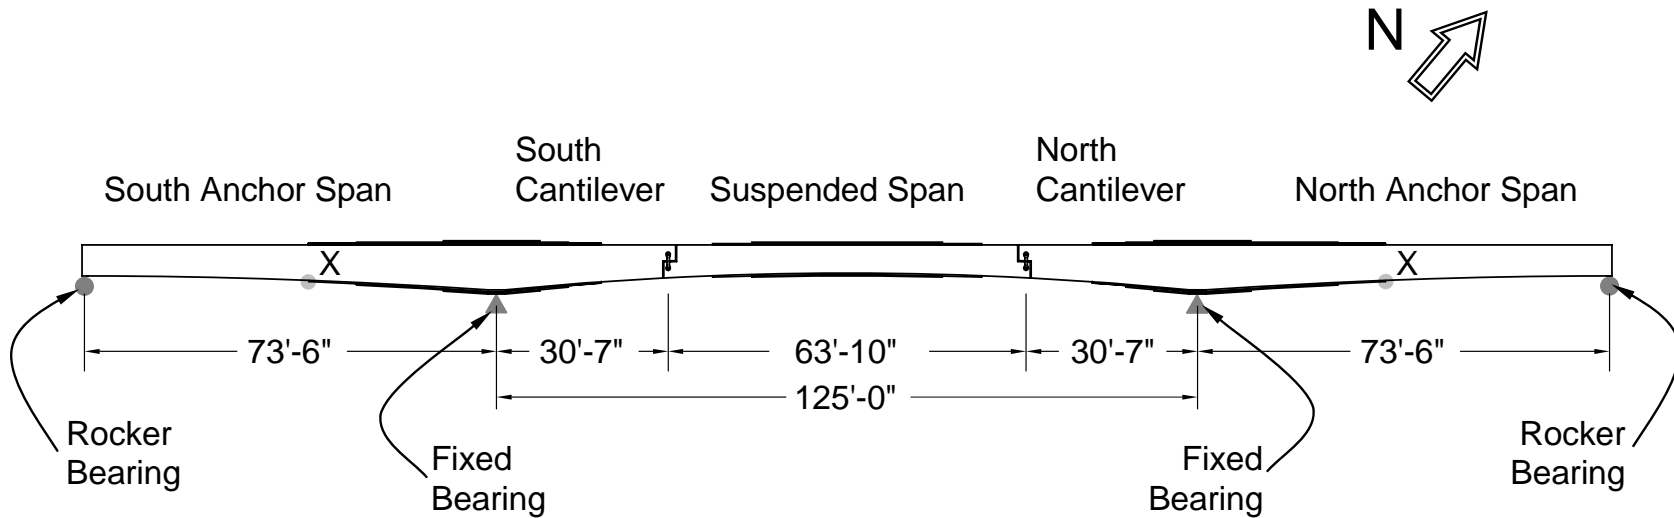 N
South
Cantilever
North
Cantilever
South Anchor Span
Suspended Span
North Anchor Span
X
X
73'-6"
30'-7"
63'-10"
30'-7"
73'-6"
125'-0"
Rocker
Bearing
Fixed
Bearing
Fixed
Bearing
Rocker
Bearing